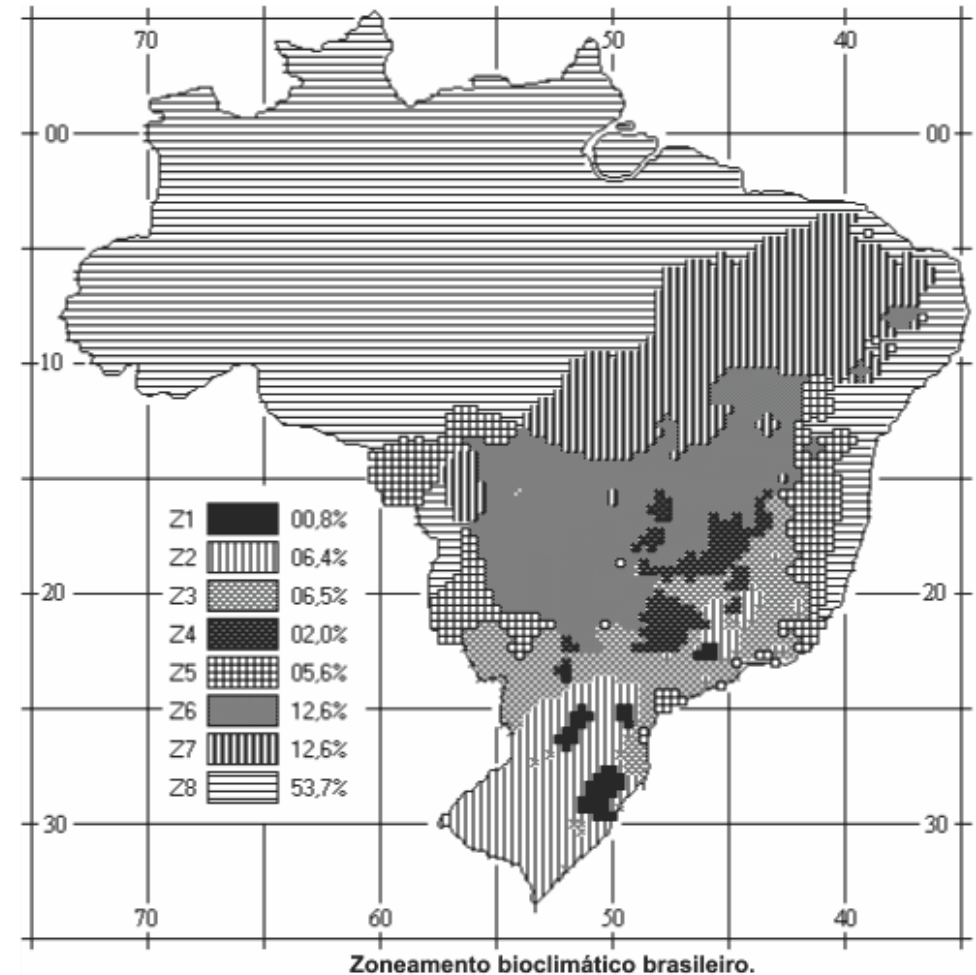 70 50 40
00 00
10
Z1 00,8%
Z2 06,4%
Z3 06,5%
Z4 02,0%
Z5 05,6%
Z6 12,6%
Z7 12,6%
Z8 53,7%
20 20
30 30
70 60 50 40
Zoneamento bioclimático brasileiro.